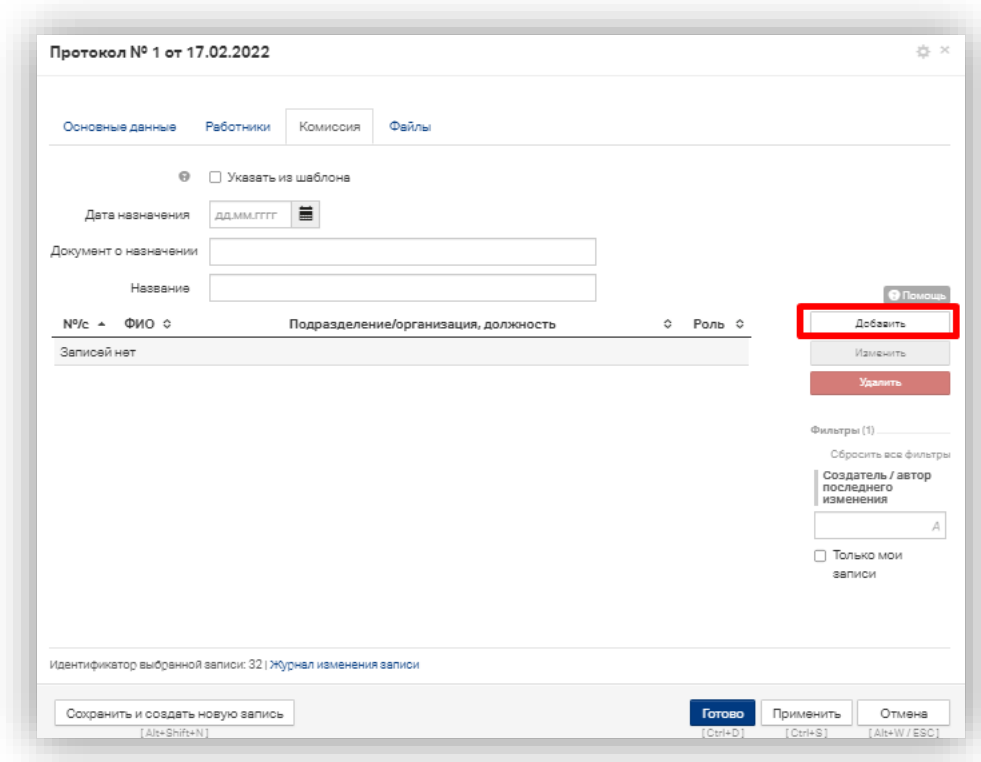 Протокол № 1 от 17.02.2022
Основные данные Работники Комиссия Файлы
Указать из шаблона
Дата назначения дд.мм.гггг
Документ о назначении
Название
Помощь
№/с ФИО Подразделение/организация, должность Роль
Добавить
Записей нет
Изменить
Удалить
Фильтры (1)
Сбросить все фильтры
Создатель / автор
последнего
изменения
A
Только мои
записи
Идентификатор выбранной записи: 32 | Журнал изменения записи
Сохранить и создать новую запись Готово Применить Отмена
[Alt+Shift+N] [Ctrl+D] [Ctrl+S] [Alt+W / ESC]